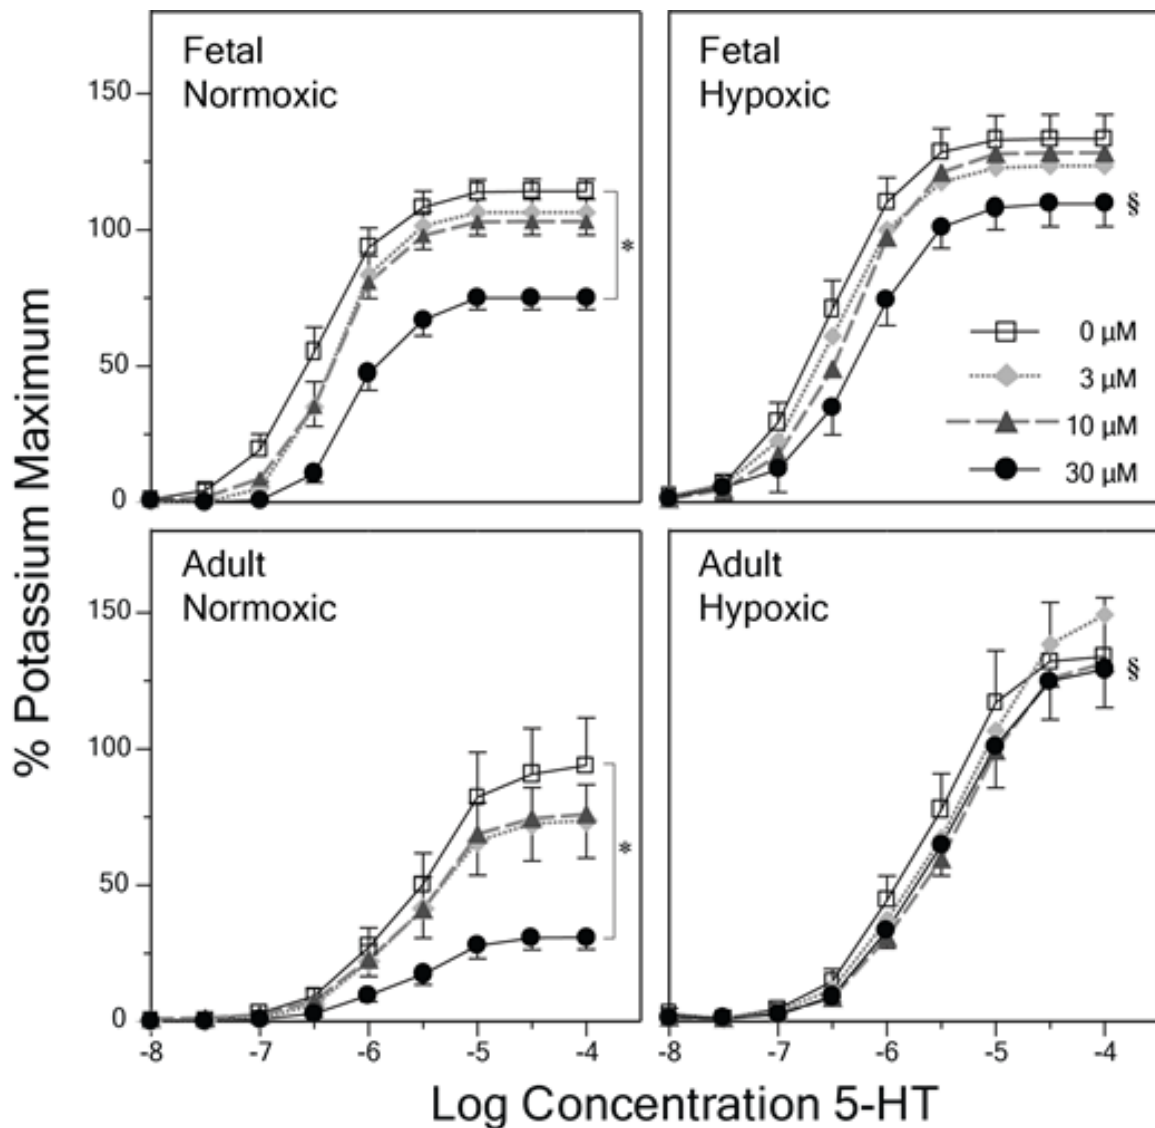 % Potassium Maximum
Fetal
Normoxic
150
100
50
0
*
Fetal
Hypoxic
§
0 µM
3 µM
10 µM
30 µM
Adult
Normoxic
150
100
50
0
*
-8 -7 -6 -5 -4
Adult
Hypoxic
§
-8 -7 -6 -5 -4
Log Concentration 5-HT